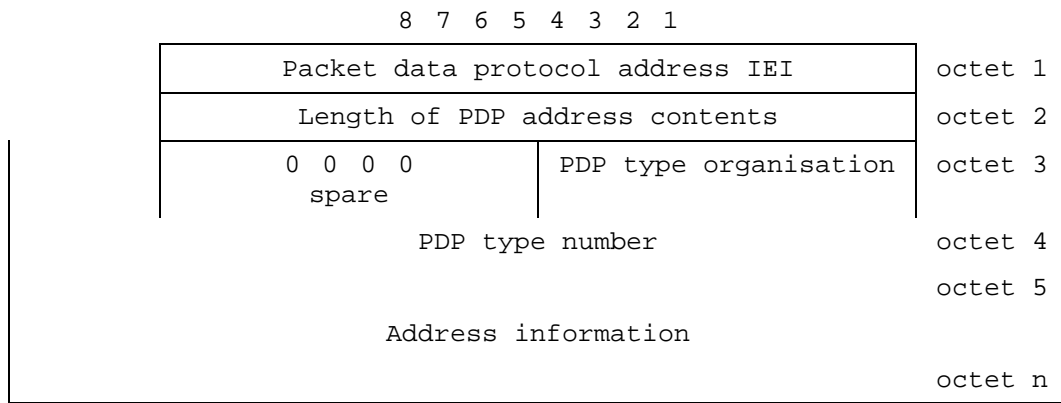 8 7 6 5 4 3 2 1
Packet data protocol address IEI octet 1
Length of PDP address contents octet 2
0 0 0 0 PDP type organisation octet 3
spare
PDP type number octet 4
octet 5
Address information
octet n